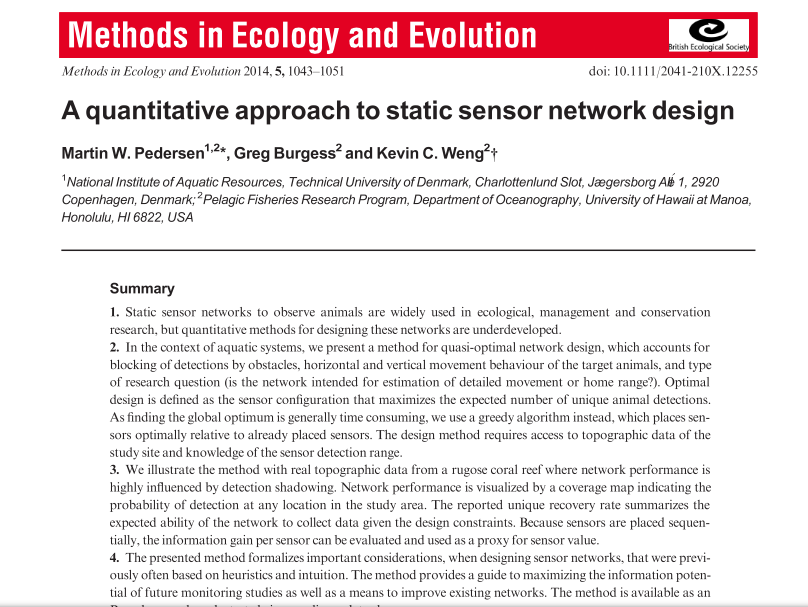 Methods in Ecology and Evolution
British Ecological Society
Methods in Ecology and Evolution 2014, 5, 1043–1051
doi: 10.1111/2041-210X.12255
A quantitative approach to static sensor network design
Martin W. Pedersen1,2*, Greg Burgess2 and Kevin C. Weng2†
1National Institute of Aquatic Resources, Technical University of Denmark, Charlottenlund Slot, Jægersborg 1, 2920
Copenhagen, Denmark; 2Pelagic Fisheries Research Program, Department of Oceanography, University of Hawaii at Manoa,
Honolulu, HI 6822, USA
Summary
1. Static sensor networks to observe animals are widely used in ecological, management and conservation
research, but quantitative methods for designing these networks are underdeveloped.
2. In the context of aquatic systems, we present a method for quasi-optimal network design, which accounts for
blocking of detections by obstacles, horizontal and vertical movement behaviour of the target animals, and type
of research question (is the network intended for estimation of detailed movement or home range?). Optimal
design is defined as the sensor configuration that maximizes the expected number of unique animal detections.
As finding the global optimum is generally time consuming, we use a greedy algorithm instead, which places sen-
sors optimally relative to already placed sensors. The design method requires access to topographic data of the
study site and knowledge of the sensor detection range.
3. We illustrate the method with real topographic data from a rugose coral reef where network performance is
highly influenced by detection shadowing. Network performance is visualized by a coverage map indicating the
probability of detection at any location in the study area. The reported unique recovery rate summarizes the
expected ability of the network to collect data given the design constraints. Because sensors are placed sequen-
tially, the information gain per sensor can be evaluated and used as a proxy for sensor value.
4. The presented method formalizes important considerations, when designing sensor networks, that were previ-
ously often based on heuristics and intuition. The method provides a guide to maximizing the information poten-
tial of future monitoring studies as well as a means to improve existing networks. The method is available as an